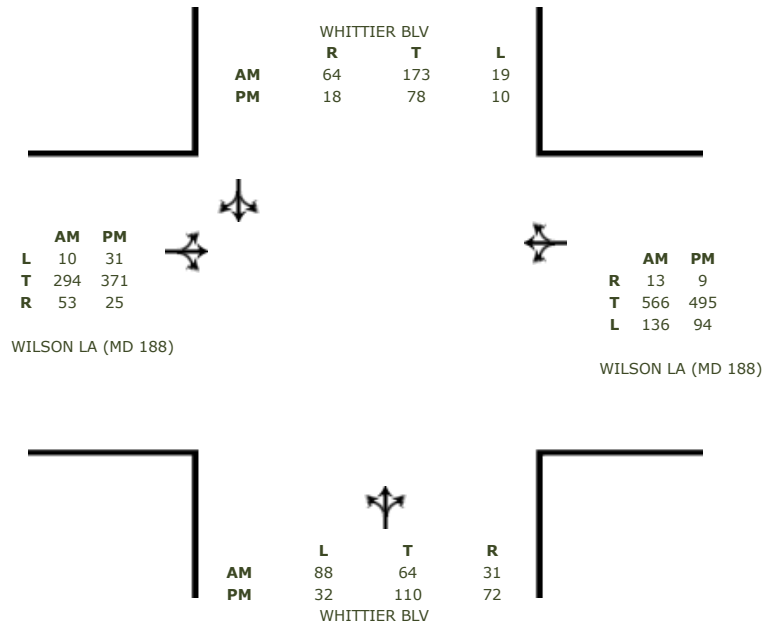 WHITTIER BLV
R T L
AM 64 173 19
PM 18 78 10
AM PM
L 10 31
T 294 371
R 53 25
WILSON LA (MD 188)
AM PM
R 13 9
T 566 495
L 136 94
WILSON LA (MD 188)
L T R
AM 88 64 31
PM 32 110 72
WHITTIER BLV